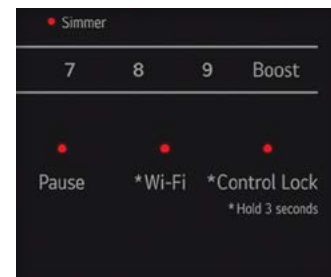 Simmer
7 8 9 Boost
Pause *Wi-Fi *Control Lock
*Hold 3 seconds